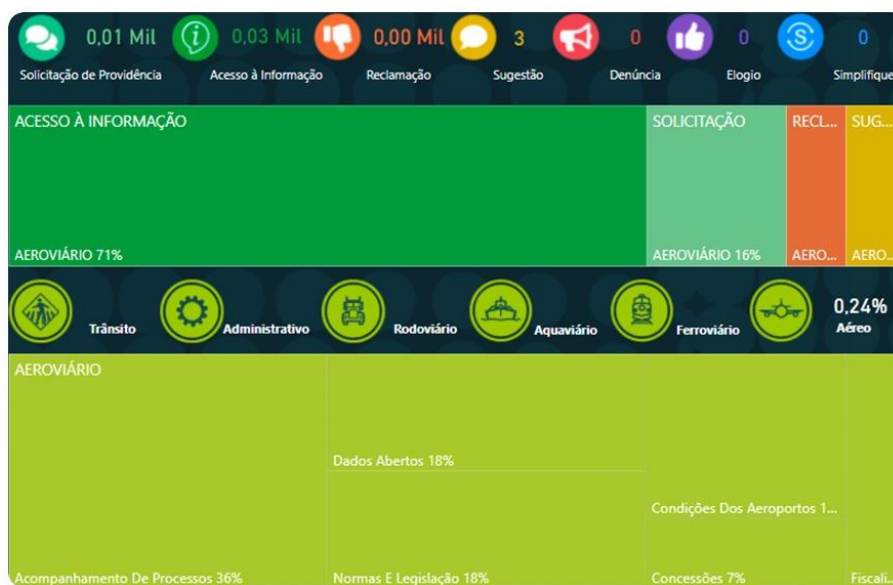 0,01 Mil 0,03 Mil 0,00 Mil 3 0 0 0
Solicitação de Providência Acesso à Informação Reclamação Sugestão Denúncia Elogio Simplifique
ACESSO À INFORMAÇÃO SOLICITAÇÃO RECL... SUG...
AEROVIÁRIO 71% AEROVIÁRIO 16% AERO... AERO...
0,24%
Trânsito Administrativo Rodoviário Aquaviário Ferroviário Aéreo
AEROVIÁRIO
Dados Abertos 18%
Condições Dos Aeroportos 1...
Acompanhamento De Processos 36% Normas E Legislação 18% Concessões 7% Fiscali...